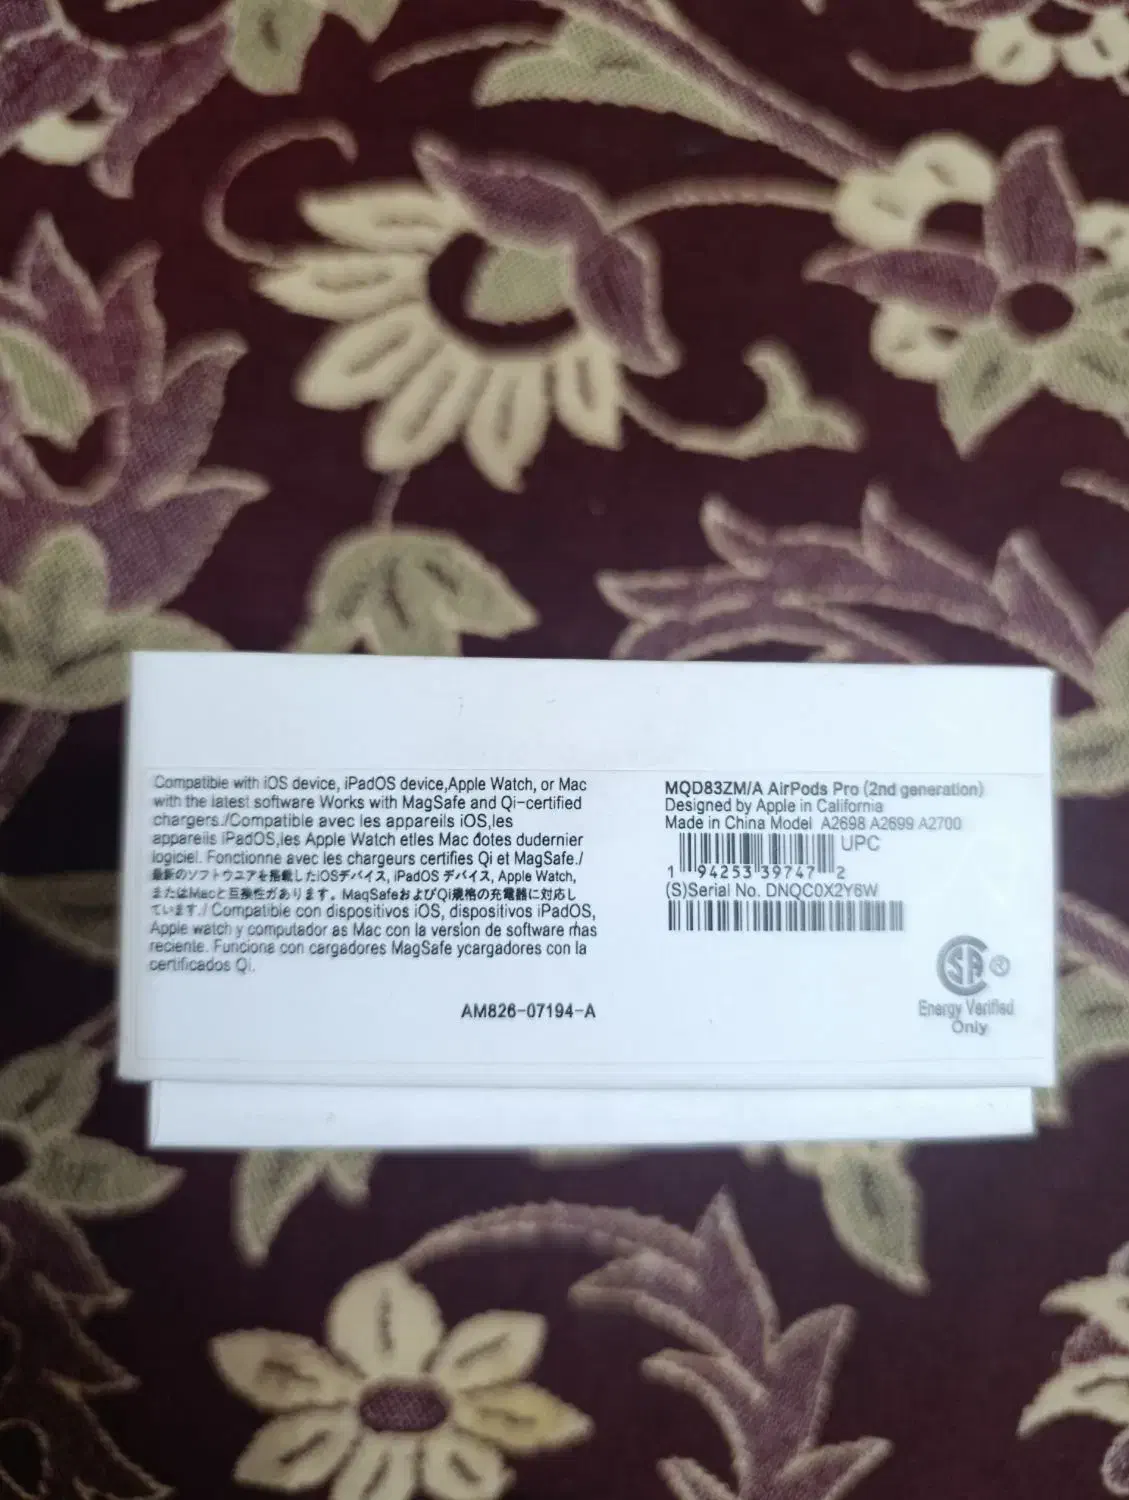 Compatible with iOS device, iPadOS device,Apple Watch, or Mac
with the latest software Works with MagSafe and Qi-certified
chargers./Compatible avec les appareils iOS,les
appareils iPadOS,les Apple Watch etles Mac dotes dudernier
logiciel. Fonctionne avec les chargeurs certifies Qi et MagSafe./
最新のソフトウエアを搭載したiOSデバイス, iPadOS デバイス, Apple Watch,
またはMacと互換性があります。MagSafeおよびQi規格の充電器に対応し
ています./ Compatible con dispositivos iOS, dispositivos iPadOS,
Apple watch y computador as Mac con la version de software mas
reciente. Funciona con cargadores MagSafe ycargadores con la
certificados Qi.
AM826-07194-A
MQD83ZM/A AirPods Pro (2nd generation)
Designed by Apple in California
Made in China Model A2698 A2699 A2700
UPC
1 94253 39747 2
(S)Serial No. DNQC0X2Y6W
SA ®
Energy Verified
Only